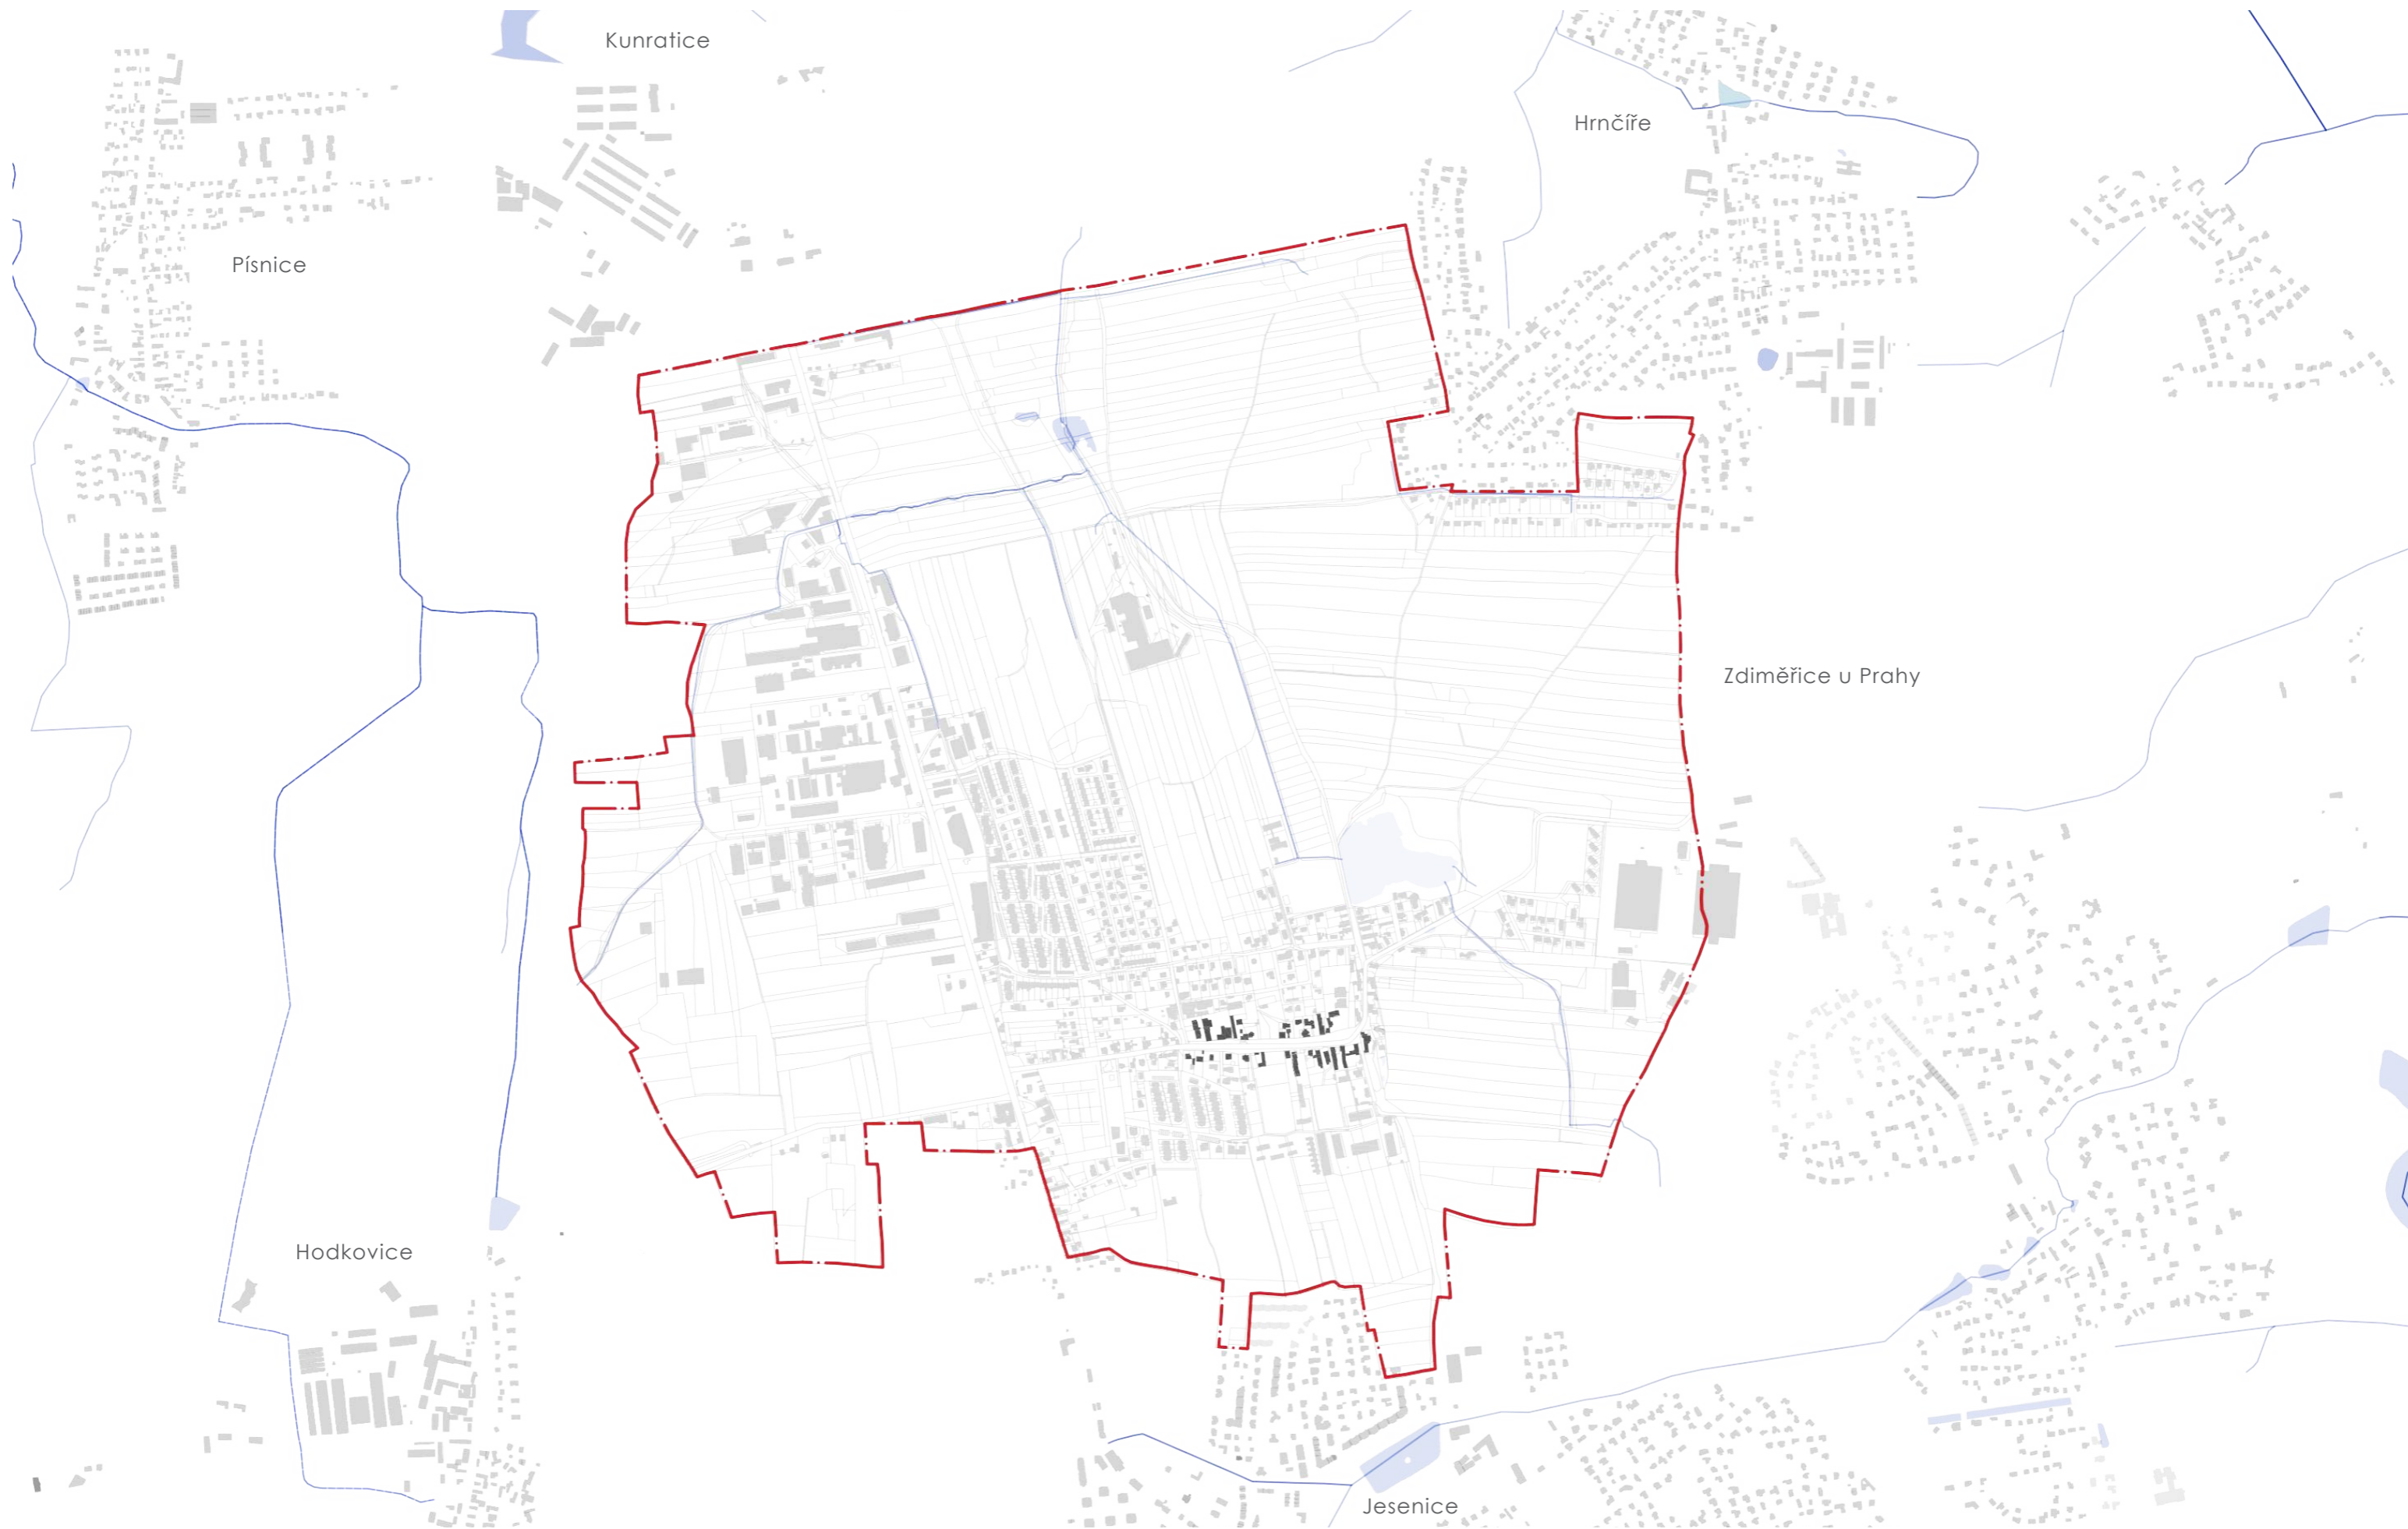 Kunratice
Hrnčíře
Písnice
Zdiměřice u Prahy
Hodkovice
Jesenice